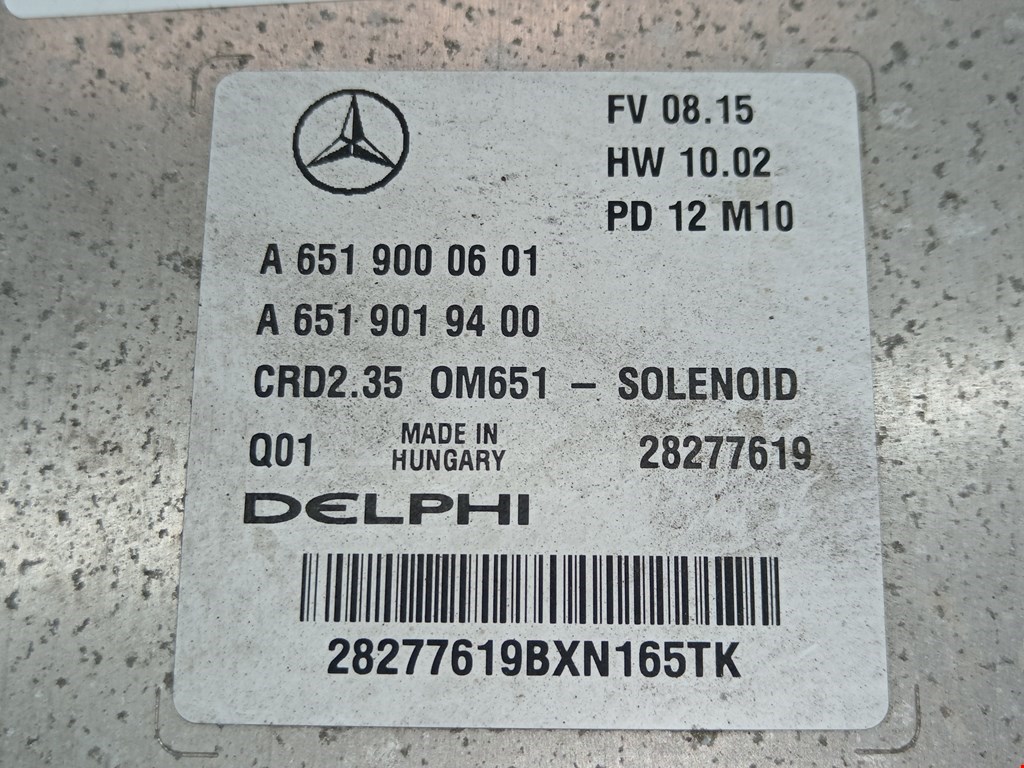 FV 08.15
HW 10.02
PD 12 M10
A 651 900 06 01
A 651 901 94 00
CRD2.35 OM651 – SOLENOID
Q01 MADE IN HUNGARY 28277619
DELPHI
28277619BXN165TK